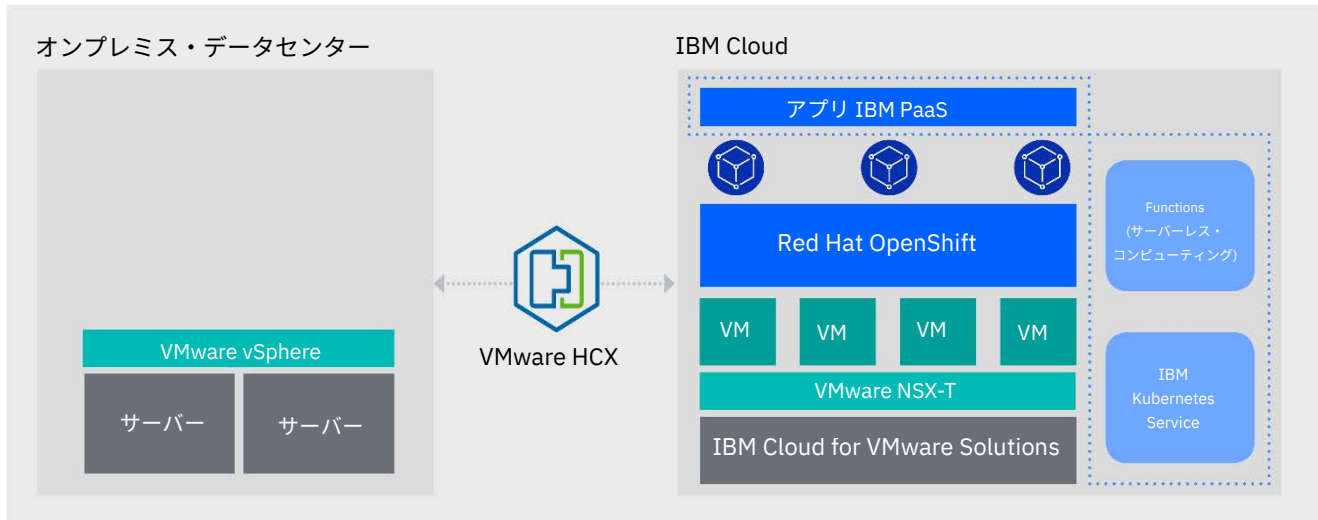 オンプレミス・データセンター
VMware vSphere
サーバー
サーバー
VMware HCX
IBM Cloud
アプリ IBM PaaS
Red Hat OpenShift
VM
VM
VM
VM
VMware NSX-T
IBM Cloud for VMware Solutions
Functions
(サーバーレス・
コンピューティング)
IBM
Kubernetes
Service